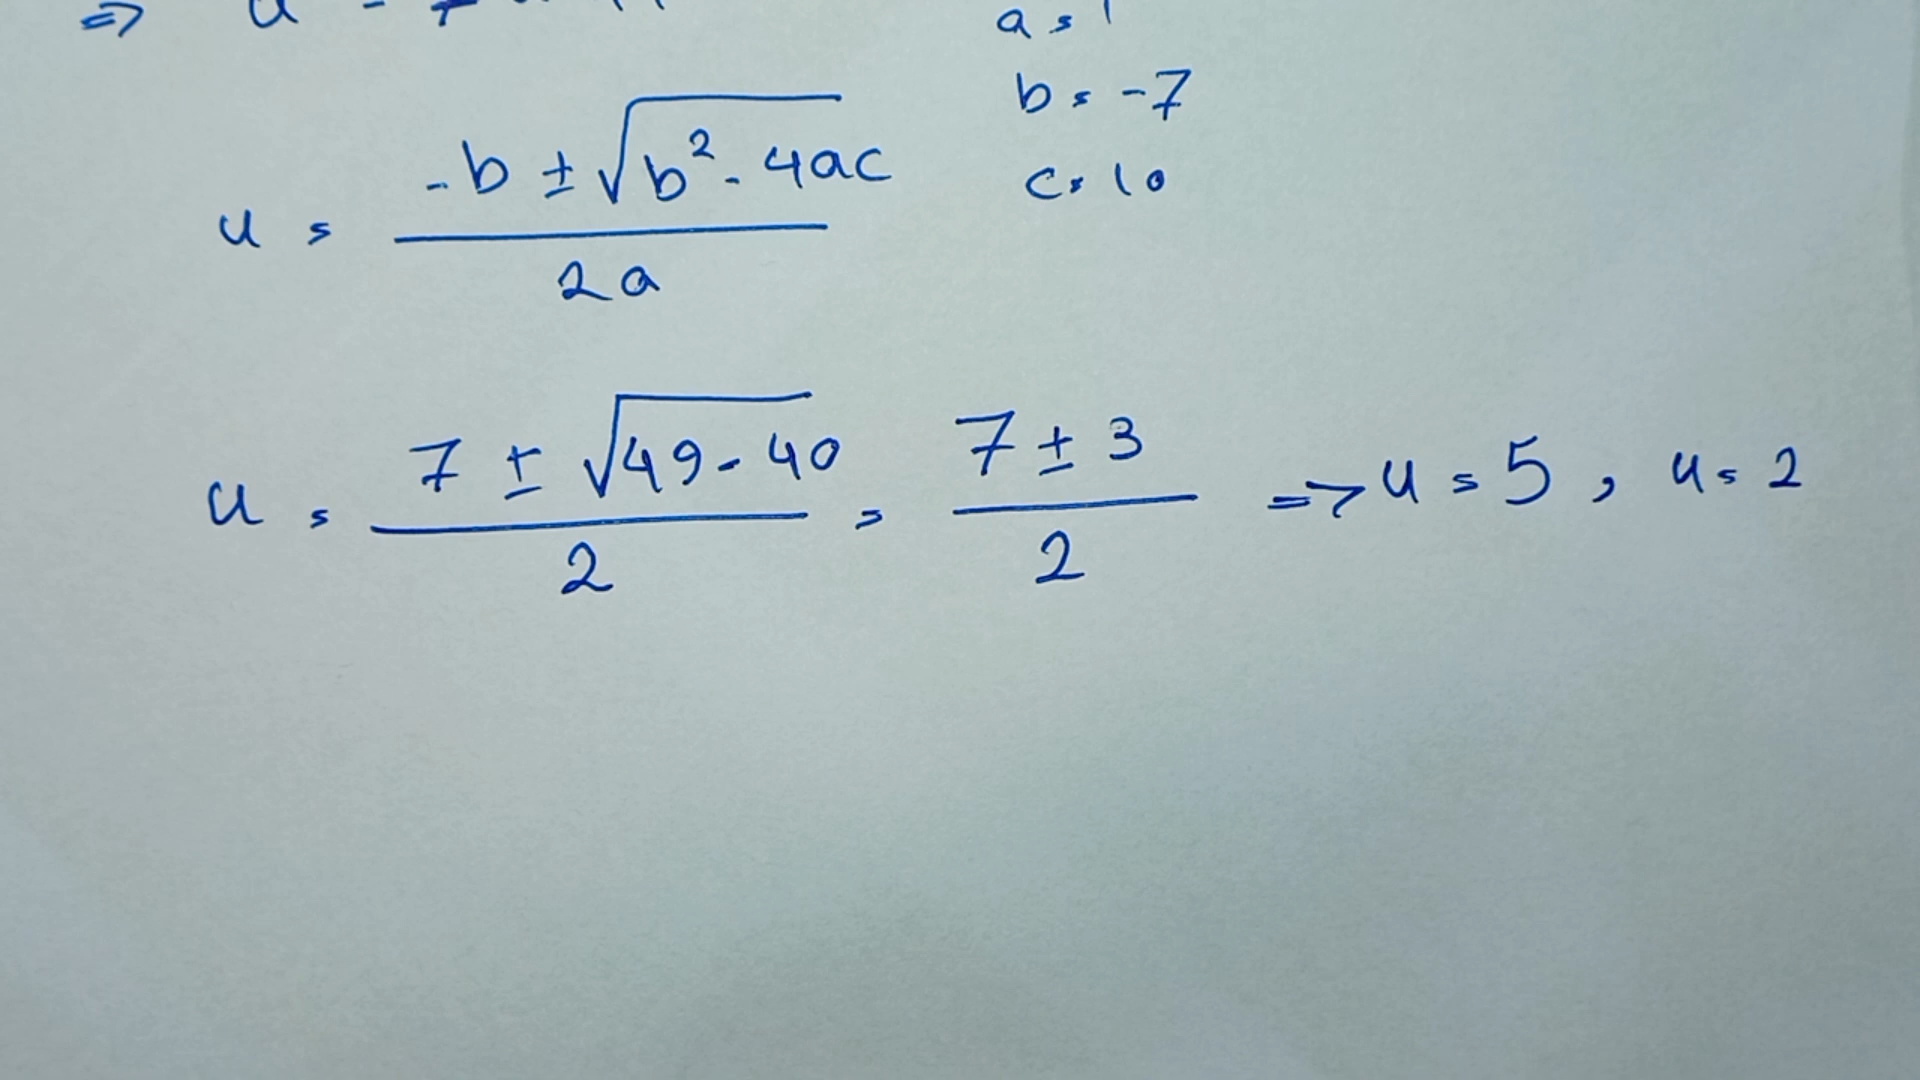 ⇒ u
a = 1
b = -7
c = 10
u = (-b ± √(b² - 4ac)) / 2a
u = (7 ± √(49 - 40)) / 2 = (7 ± 3) / 2 ⇒ u = 5 , u = 2